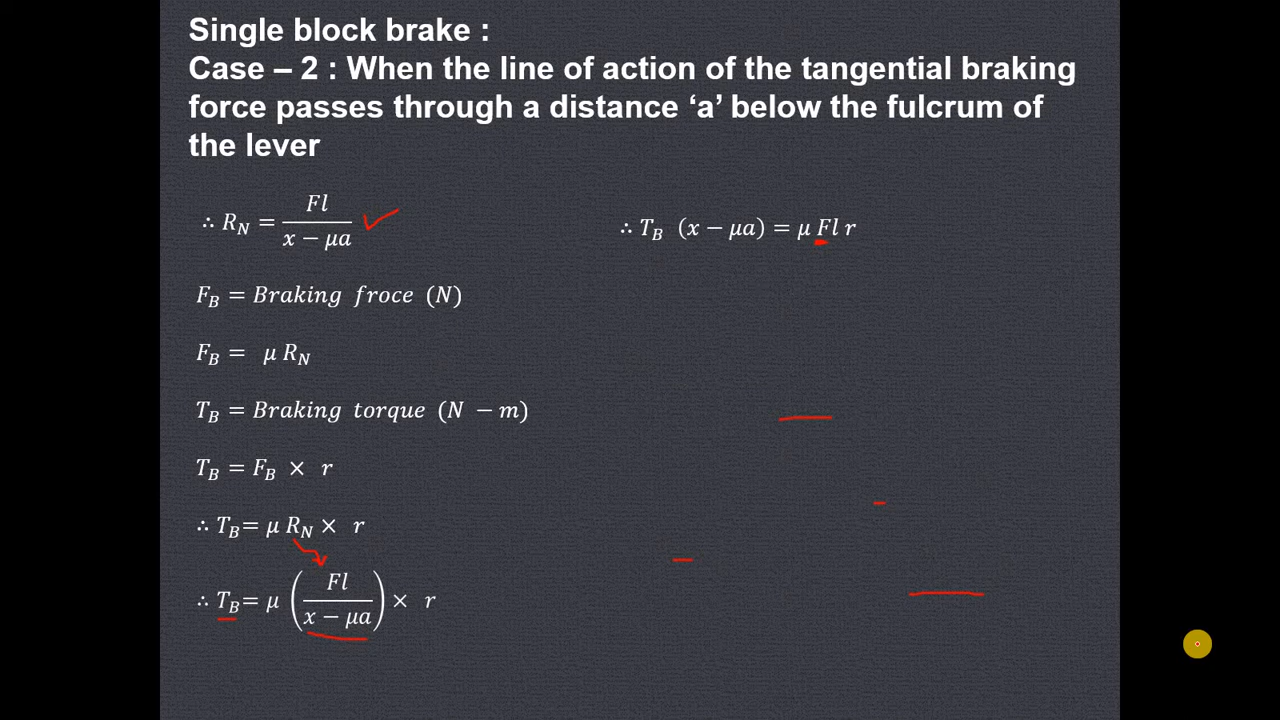 Single block brake :
Case – 2 : When the line of action of the tangential braking
force passes through a distance ‘a’ below the fulcrum of
the lever
∴ R_N = Fl / (x − μa)
F_B = Braking froce (N)
F_B = μ R_N
T_B = Braking torque (N − m)
T_B = F_B × r
∴ T_B = μ R_N × r
∴ T_B = μ (Fl / (x − μa)) × r
∴ T_B (x − μa) = μ Fl r